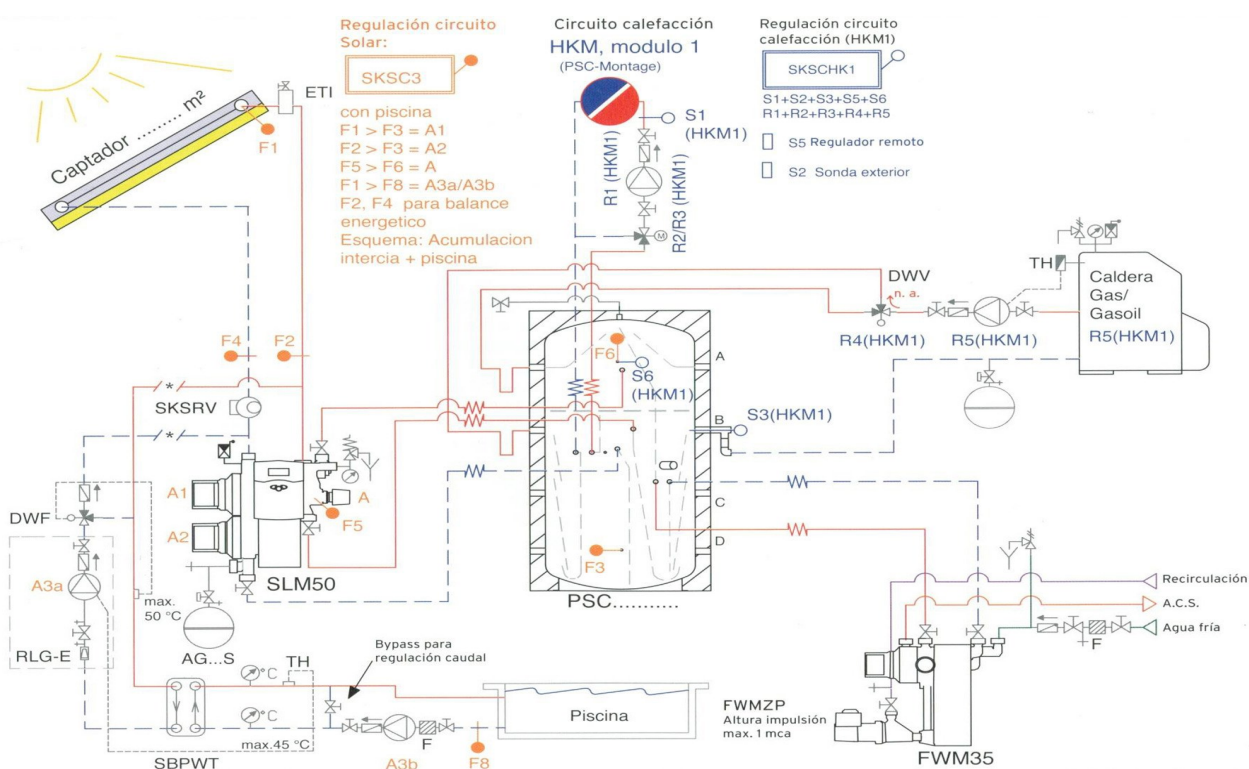 Regulación circuito
Solar:
SKSC3
con piscina
F1 > F3 = A1
F2 > F3 = A2
F5 > F6 = A
F1 > F8 = A3a/A3b
F2, F4 para balance
energetico
Esquema: Acumulacion
intercia + piscina
Circuito calefacción
HKM, modulo 1
(PSC-Montage)
Regulación circuito
calefacción (HKM1)
SKSCHK1
S1+S2+S3+S5+S6
R1+R2+R3+R4+R5
S5 Regulador remoto
S2 Sonda exterior
ETI
Captador ......... m²
F1
S1
(HKM1)
R1 (HKM1)
R2/R3 (HKM1)
M
DWV
n. a.
TH
Caldera
Gas/
Gasoil
R5(HKM1)
R4(HKM1)
R5(HKM1)
F4
F2
F6
A
S6
(HKM1)
SKSRV
*
*
B
S3(HKM1)
A1
A
F5
C
DWF
A2
D
A3a
F3
SLM50
PSC...........
max.
50 °C
Recirculación
A.C.S.
Agua fría
F
RLG-E
AG...S
TH
Bypass para
regulación caudal
°C
°C
Piscina
FWMZP
Altura impulsión
max. 1 mca
max.45 °C
F
SBPWT
A3b
F8
FWM35